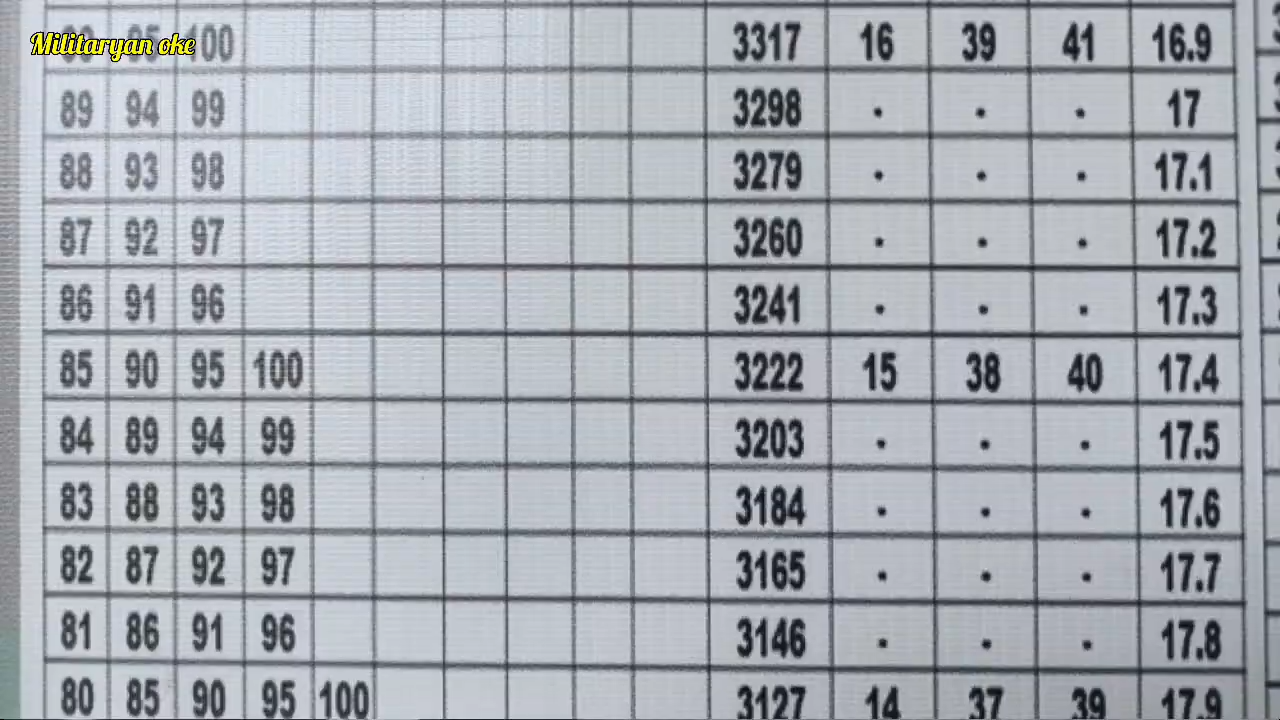 Militaryan oke
95 100 3317 16 39 41 16.9
89 94 99 3298 . . . 17
88 93 98 3279 . . . 17.1
87 92 97 3260 . . . 17.2
86 91 96 3241 . . . 17.3
85 90 95 100 3222 15 38 40 17.4
84 89 94 99 3203 . . . 17.5
83 88 93 98 3184 . . . 17.6
82 87 92 97 3165 . . . 17.7
81 86 91 96 3146 . . . 17.8
80 85 90 95 100 3127 14 37 39 17.9